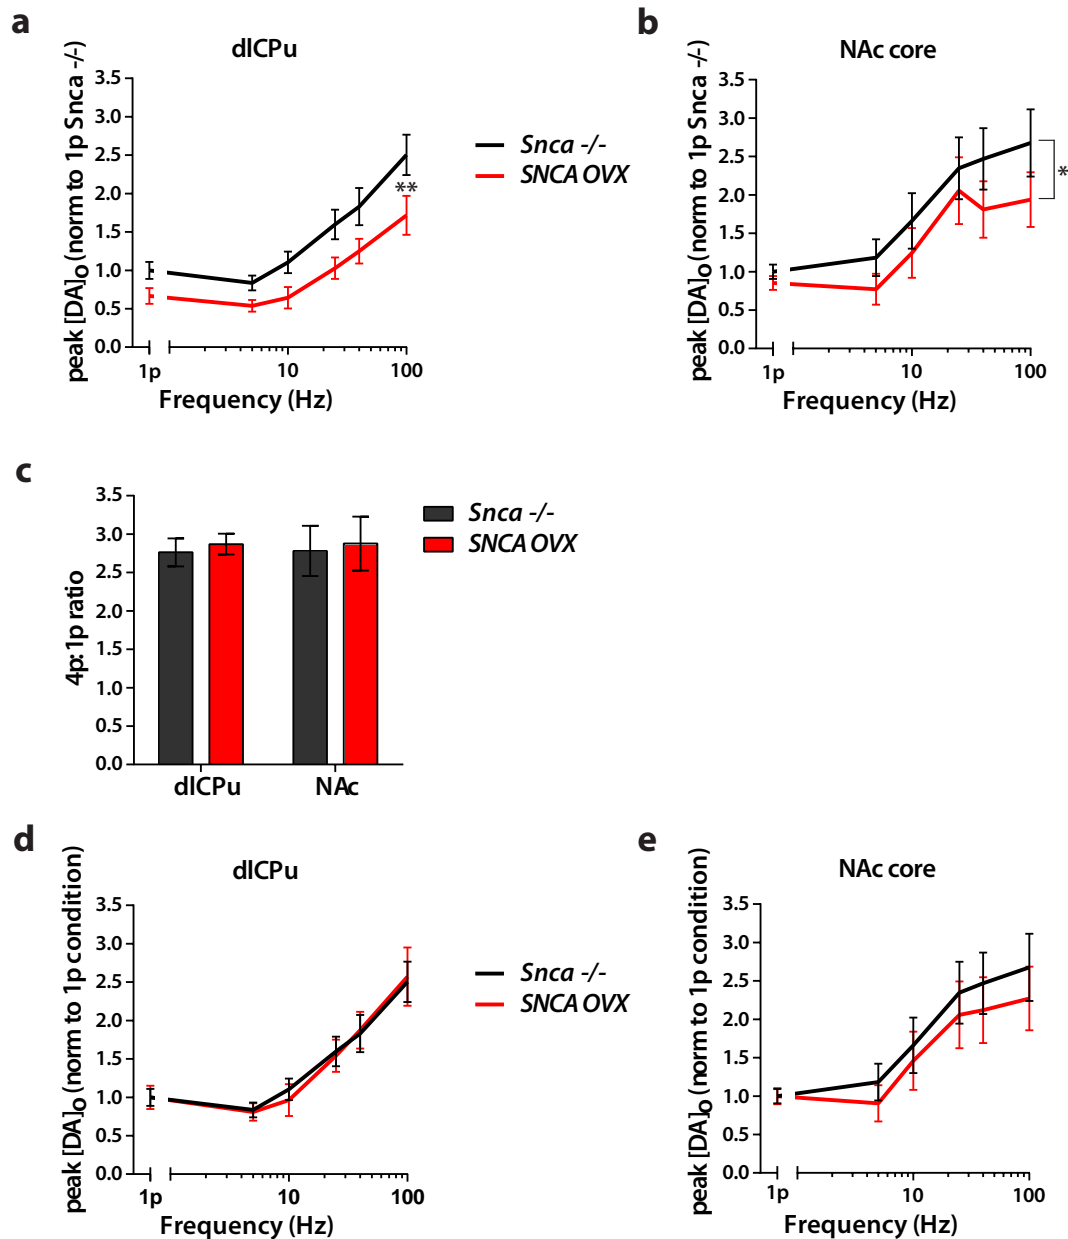 a
dlCPu
peak [DA]o (norm to 1p Snca -/-)
3.5
3.0
2.5
2.0
1.5
1.0
0.5
0.0
**
1p
10
100
Frequency (Hz)
Snca -/-
SNCA OVX
b
NAc core
peak [DA]o (norm to 1p Snca -/-)
3.5
3.0
2.5
2.0
1.5
1.0
0.5
0.0
*
1p
10
100
Frequency (Hz)
c
4p:1p ratio
3.5
3.0
2.5
2.0
1.5
1.0
0.5
0.0
dlCPu
NAc
Snca -/-
SNCA OVX
d
dlCPu
peak [DA]o (norm to 1p condition)
3.5
3.0
2.5
2.0
1.5
1.0
0.5
0.0
1p
10
100
Frequency (Hz)
Snca -/-
SNCA OVX
e
NAc core
peak [DA]o (norm to 1p condition)
3.5
3.0
2.5
2.0
1.5
1.0
0.5
0.0
1p
10
100
Frequency (Hz)